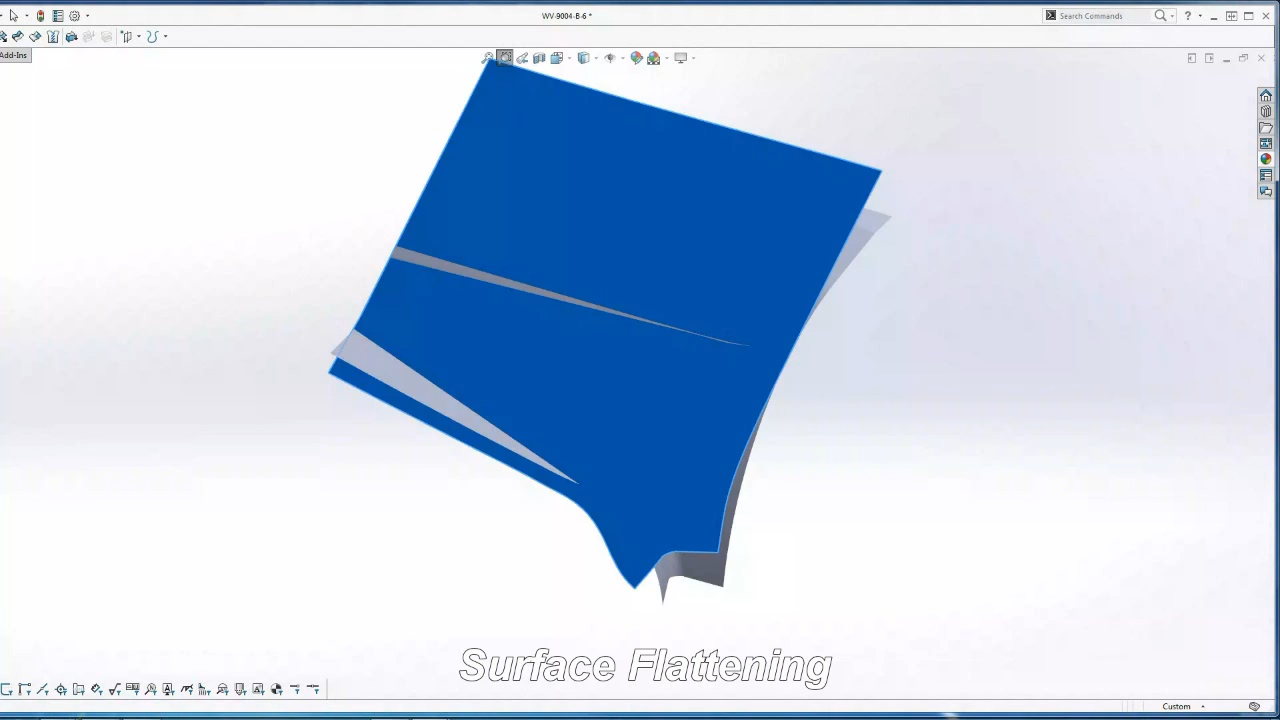 WV-9004-B-6 *
Search Commands
?
Add-Ins
Surface Flattening
Custom